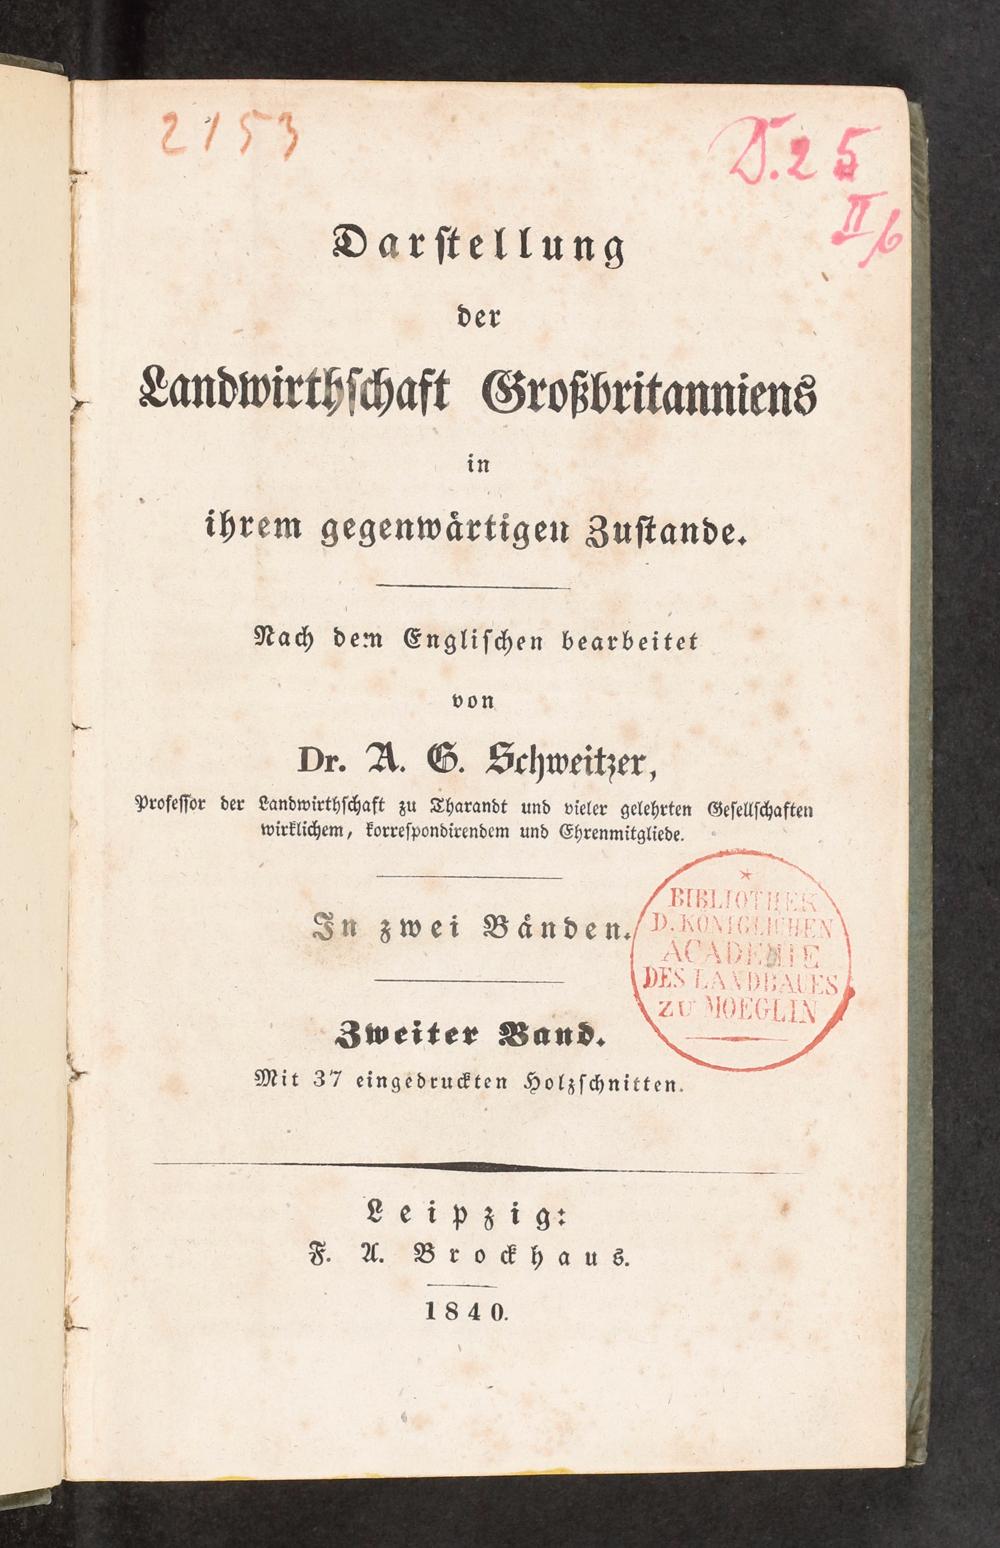 2153
D. 25
II/6
Darstellung
der
Landwirthschaft Großbritanniens
in
ihrem gegenwärtigen Zustande.
Nach dem Englischen bearbeitet
von
Dr. A. G. Schweitzer,
Professor der Landwirthschaft zu Tharandt und vieler gelehrten Gesellschaften
wirklichem, korrespondirendem und Ehrenmitgliede.
In zwei Bänden.
BIBLIOTHEK
D. KÖNIGLICHEN
ACADEMIE
DES LANDBAUES
ZU MOEGLIN
Zweiter Band.
Mit 37 eingedruckten Holzschnitten.
Leipzig:
F. A. Brockhaus.
1840.